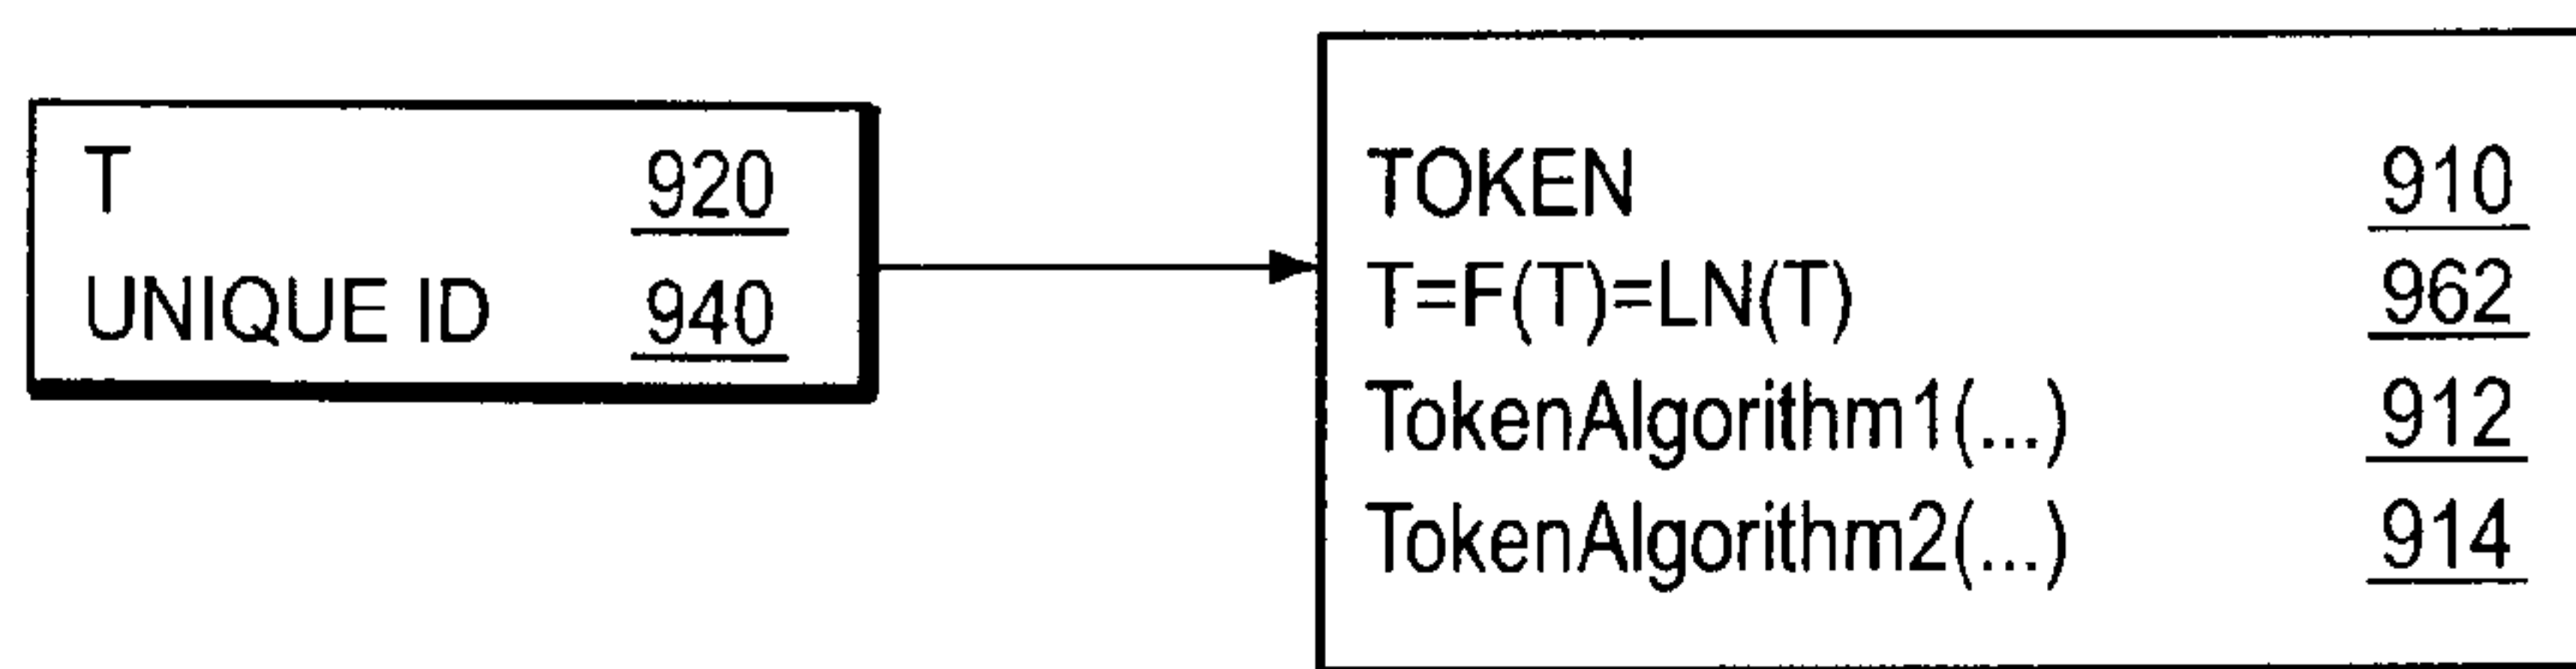 T 920
UNIQUE ID 940
TOKEN 910
T=F(T)=LN(T) 962
TokenAlgorithm1(...) 912
TokenAlgorithm2(...) 914